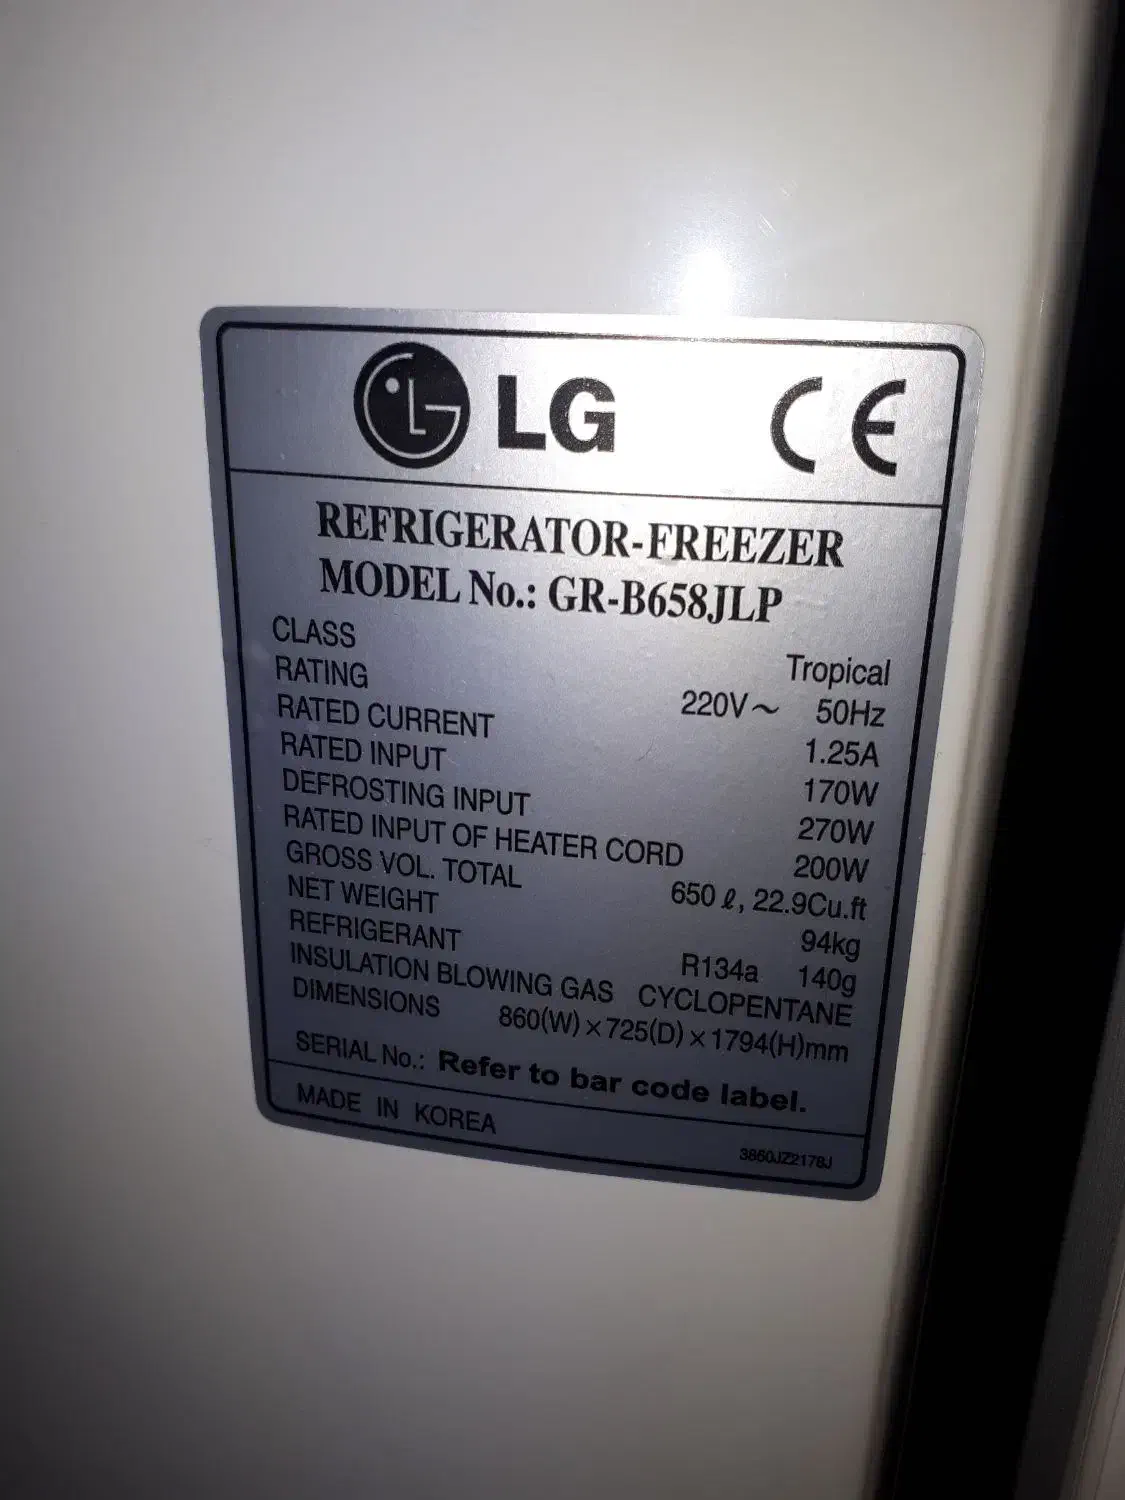 LG CE
REFRIGERATOR-FREEZER
MODEL No.: GR-B658JLP
CLASS Tropical
RATING 220V～ 50Hz
RATED CURRENT 1.25A
RATED INPUT 170W
DEFROSTING INPUT 270W
RATED INPUT OF HEATER CORD 200W
GROSS VOL. TOTAL 650 ℓ, 22.9Cu.ft
NET WEIGHT 94kg
REFRIGERANT R134a 140g
INSULATION BLOWING GAS CYCLOPENTANE
DIMENSIONS 860(W)×725(D)×1794(H)mm
SERIAL No.: Refer to bar code label.
MADE IN KOREA
3860JZ2178J